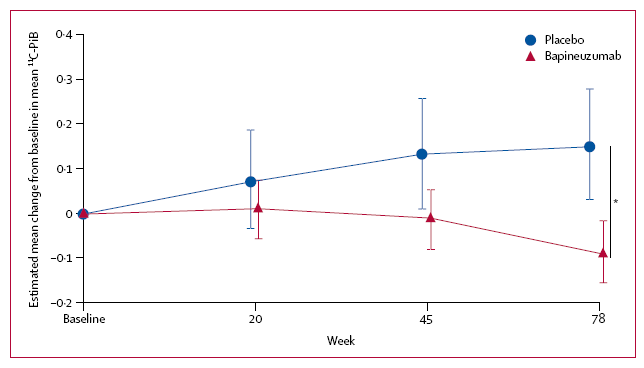 0·4
0·3
0·2
0·1
0
–0·1
–0·2
Estimated mean change from baseline in mean ¹¹C-PiB
Placebo
Bapineuzumab
*
Baseline
20
45
78
Week